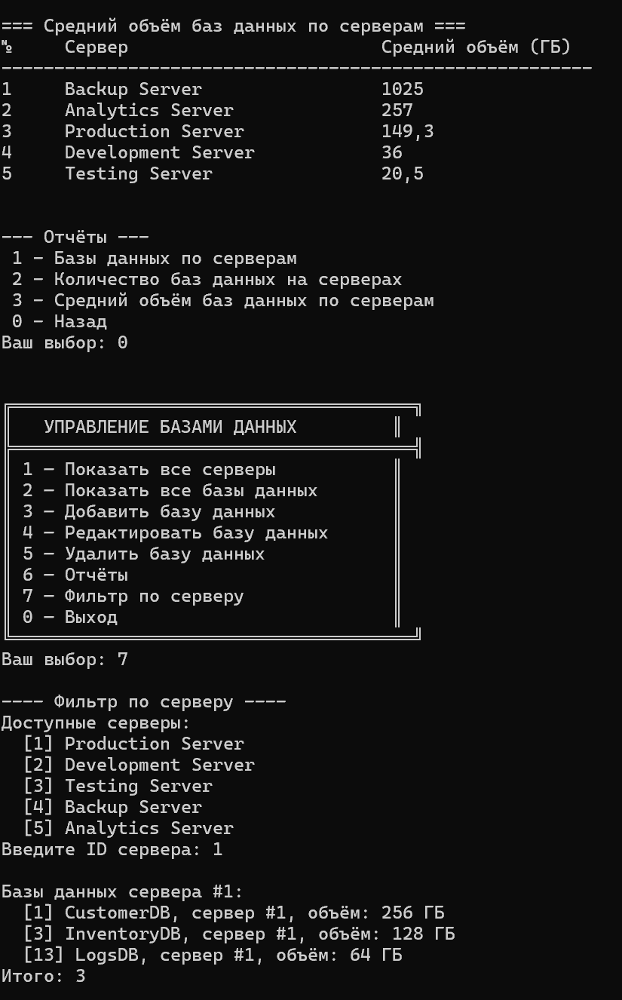 === Средний объём баз данных по серверам ===
№ Сервер Средний объём (ГБ)
--------------------------------------------------------
1 Backup Server 1025
2 Analytics Server 257
3 Production Server 149,3
4 Development Server 36
5 Testing Server 20,5
--- Отчёты ---
1 - Базы данных по серверам
2 - Количество баз данных на серверах
3 - Средний объём баз данных по серверам
0 - Назад
Ваш выбор: 0
УПРАВЛЕНИЕ БАЗАМИ ДАННЫХ
1 — Показать все серверы
2 — Показать все базы данных
3 — Добавить базу данных
4 — Редактировать базу данных
5 — Удалить базу данных
6 — Отчёты
7 — Фильтр по серверу
0 — Выход
Ваш выбор: 7
---- Фильтр по серверу ----
Доступные серверы:
[1] Production Server
[2] Development Server
[3] Testing Server
[4] Backup Server
[5] Analytics Server
Введите ID сервера: 1
Базы данных сервера #1:
[1] CustomerDB, сервер #1, объём: 256 ГБ
[3] InventoryDB, сервер #1, объём: 128 ГБ
[13] LogsDB, сервер #1, объём: 64 ГБ
Итого: 3